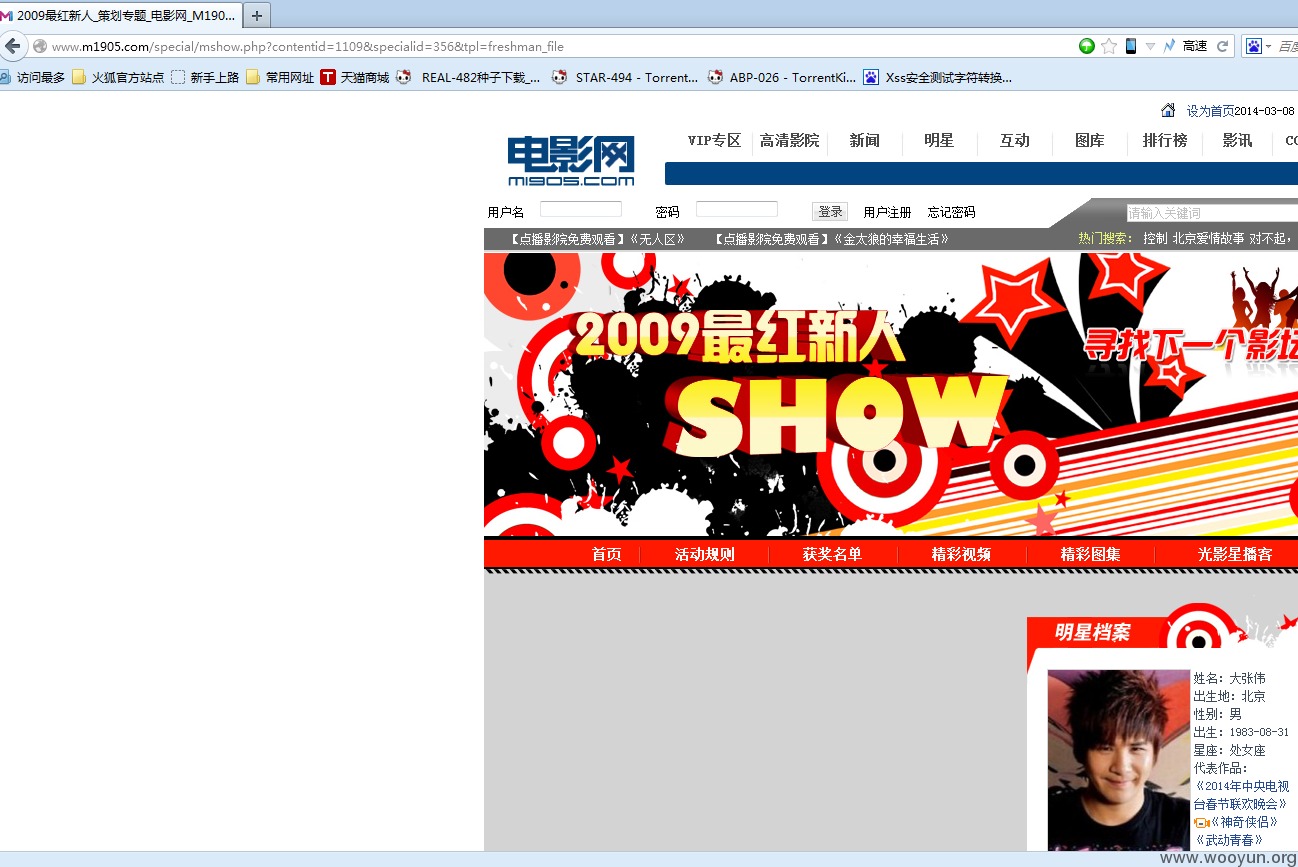 2009最红新人_策划专题_电影网_M190...
www.m1905.com/special/mshow.php?contentid=1109&specialid=356&tpl=freshman_file
高速
访问最多 火狐官方站点 新手上路 常用网址 天猫商城 REAL-482种子下载_... STAR-494 - Torrent... ABP-026 - TorrentKi... Xss安全测试字符转换...
设为首页2014-03-08
电影网
m1905.com
VIP专区 高清影院 新闻 明星 互动 图库 排行榜 影讯
用户名 密码 登录 用户注册 忘记密码
请输入关键词
【点播影院免费观看】《无人区》 【点播影院免费观看】《金太狼的幸福生活》
热门搜索: 控制 北京爱情故事 对不起,
2009最红新人
SHOW
寻找下一个影坛
首页 活动规则 获奖名单 精彩视频 精彩图集 光影星播客
明星档案
姓名: 大张伟
出生地: 北京
性别: 男
出生: 1983-08-31
星座: 处女座
代表作品:
《2014年中央电视
台春节联欢晚会》
《神奇侠侣》
《武动青春》
www.wooyun.org